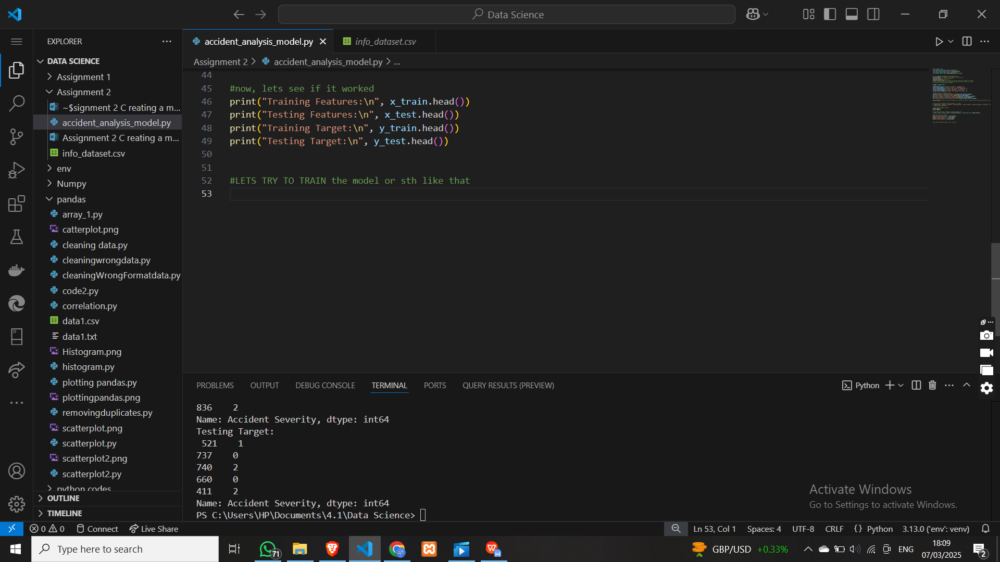 Data Science
EXPLORER
DATA SCIENCE
Assignment 1
Assignment 2
~$signment 2 C reating a m...
accident_analysis_model.py
Assignment 2 C reating a m...
info_dataset.csv
env
Numpy
pandas
array_1.py
catterplot.png
cleaning data.py
cleaningwrongdata.py
cleaningWrongFormatdata.py
code2.py
correlation.py
data1.csv
data1.txt
Histogram.png
histogram.py
plotting pandas.py
plottingpandas.png
removingduplicates.py
scatterplot.png
scatterplot.py
scatterplot2.png
scatterplot2.py
python codes
OUTLINE
TIMELINE
accident_analysis_model.py
info_dataset.csv
Assignment 2 > accident_analysis_model.py > ...
44
45 #now, lets see if it worked
46 print("Training Features:\n", x_train.head())
47 print("Testing Features:\n", x_test.head())
48 print("Training Target:\n", y_train.head())
49 print("Testing Target:\n", y_test.head())
50
51
52 #LETS TRY TO TRAIN the model or sth like that
53
PROBLEMS OUTPUT DEBUG CONSOLE TERMINAL PORTS QUERY RESULTS (PREVIEW)
Python
836 2
Name: Accident Severity, dtype: int64
Testing Target:
521 1
737 0
740 2
660 0
411 2
Name: Accident Severity, dtype: int64
PS C:\Users\HP\Documents\4.1\Data Science>
Activate Windows
Go to Settings to activate Windows.
0 0 Connect Live Share
Ln 53, Col 1 Spaces: 4 UTF-8 CRLF {} Python 3.13.0 ('env': venv)
Type here to search
71
GBP/USD +0.33%
ENG
18:09
07/03/2025
2